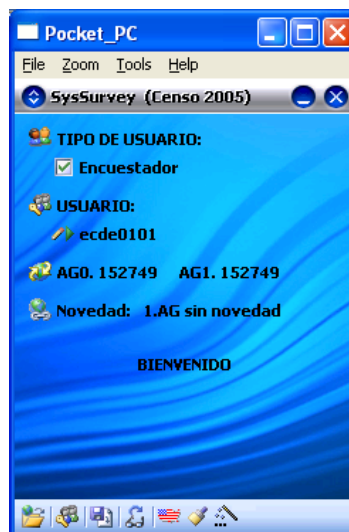 Pocket_PC
File Zoom Tools Help
SysSurvey (Censo 2005)
TIPO DE USUARIO:
Encuestador
USUARIO:
ecde0101
AG0. 152749 AG1. 152749
Novedad: 1.AG sin novedad
BIENVENIDO